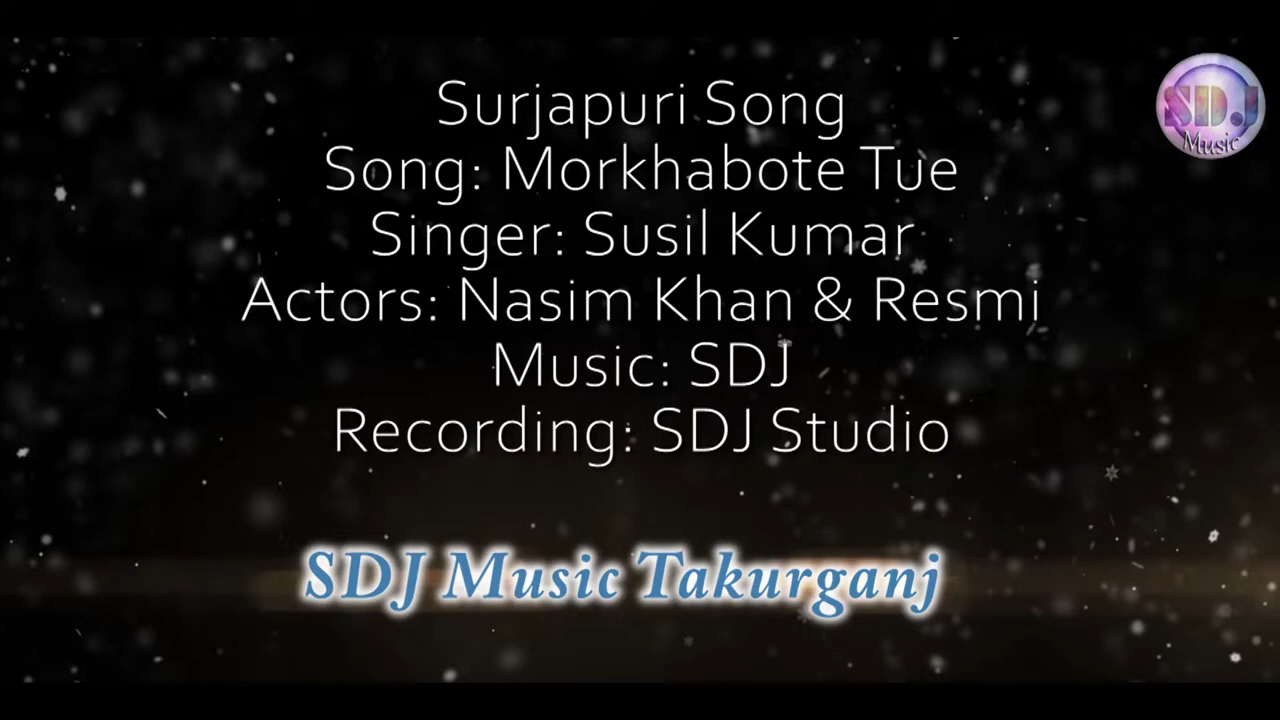 Surjapuri Song
Song: Morkhabote Tue
Singer: Susil Kumar
Actors: Nasim Khan & Resmi
Music: SDJ
Recording: SDJ Studio
SDJ Music Takurganj
SDJ
Music